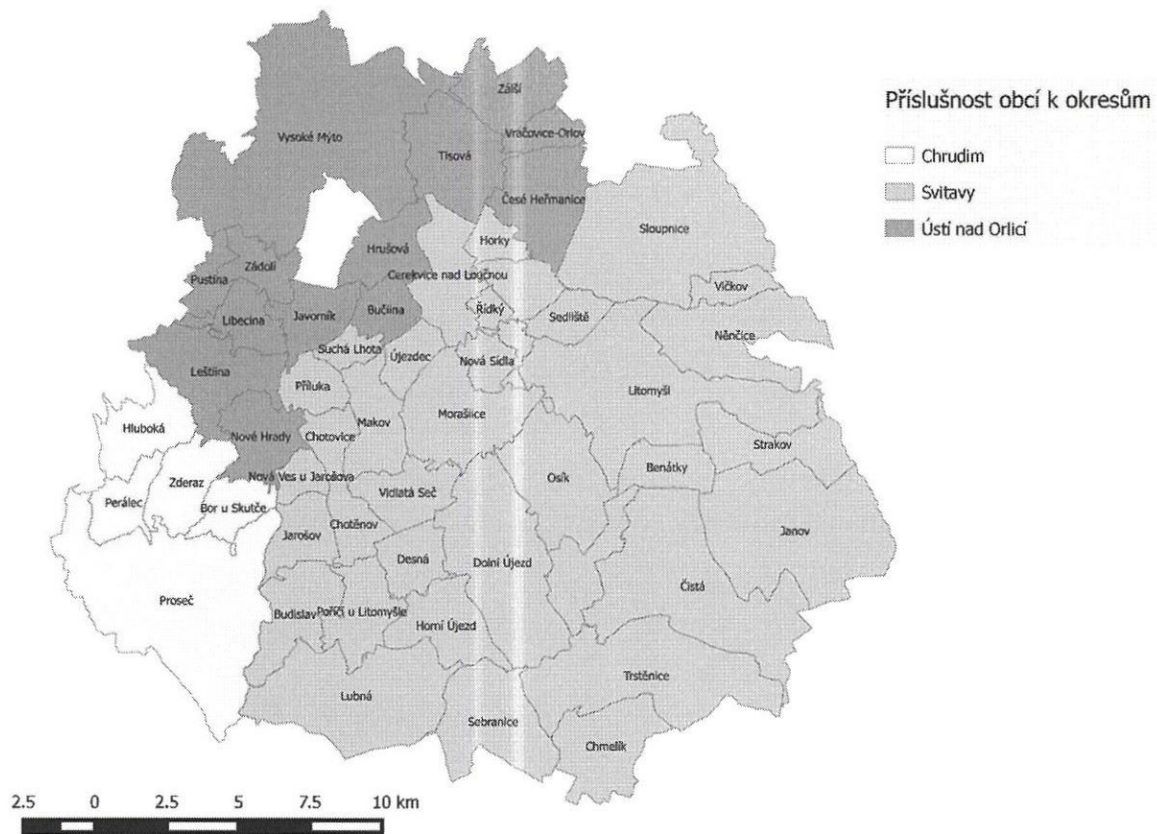 Příslušnost obcí k okresům
Chrudim
Svitavy
Ústí nad Orlicí
Zálší
Vysoké Mýto
Vračovice-Orlov
Tisová
České Heřmanice
Sloupnice
Horky
Hrušová
Zádolí
Pustina
Cerekvice nad Loučnou
Vlčkov
Řídký
Bučina
Sedliště
Libecina
Javorník
Němčice
Suchá Lhota
Újezdec
Nová Sídla
Leština
Příluka
Litomyšl
Morašice
Makov
Hluboká
Nové Hrady
Chotovice
Strakov
Benátky
Nová Ves u Jarošova
Osík
Zderaz
Vidlatá Seč
Perálec
Bor u Skutče
Chotěnov
Janov
Jarošov
Desná
Dolní Újezd
Čistá
Proseč
Budislav
Poříčí u Litomyšle
Horní Újezd
Trstěnice
Lubná
Sebranice
Chmelík
2.5 0 2.5 5 7.5 10 km